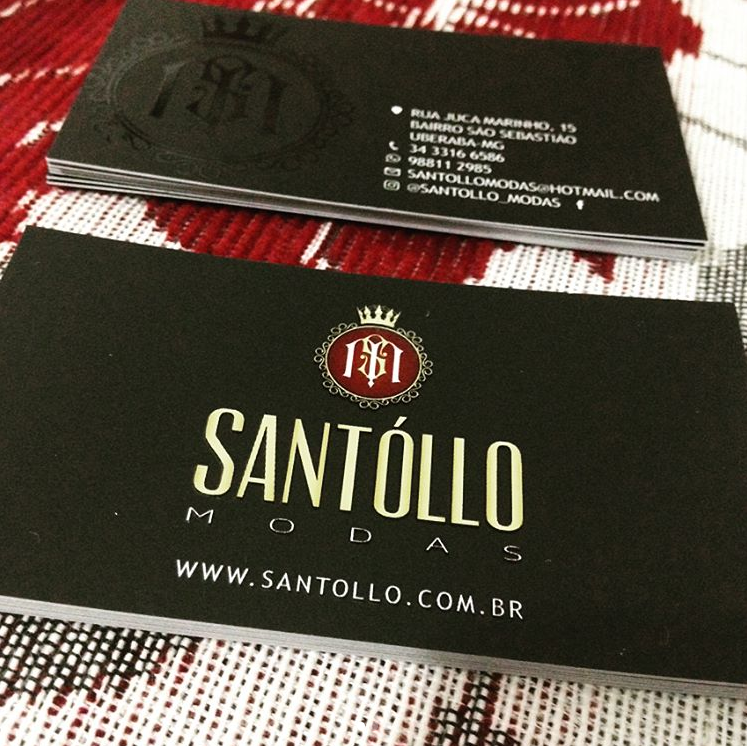 RUA JUCA MARINHO, 15
BAIRRO SÃO SEBASTIÃO
UBERABA-MG
34 3316 6586
98811 2985
SANTOLLOMODAS@HOTMAIL.COM
@SANTOLLO_MODAS f
SANTÓLLO
MODAS
WWW.SANTOLLO.COM.BR